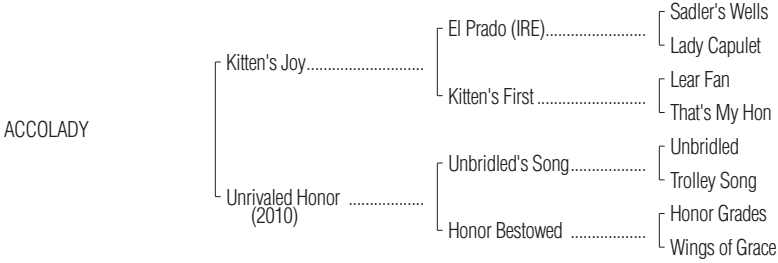 Sadler's Wells
El Prado (IRE)........................
Lady Capulet
Kitten's Joy............................
Lear Fan
Kitten's First ..........................
That's My Hon
ACCOLADY
Unbridled
Unbridled's Song..................
Trolley Song
Unrivaled Honor ..................
(2010)
Honor Grades
Honor Bestowed ..................
Wings of Grace